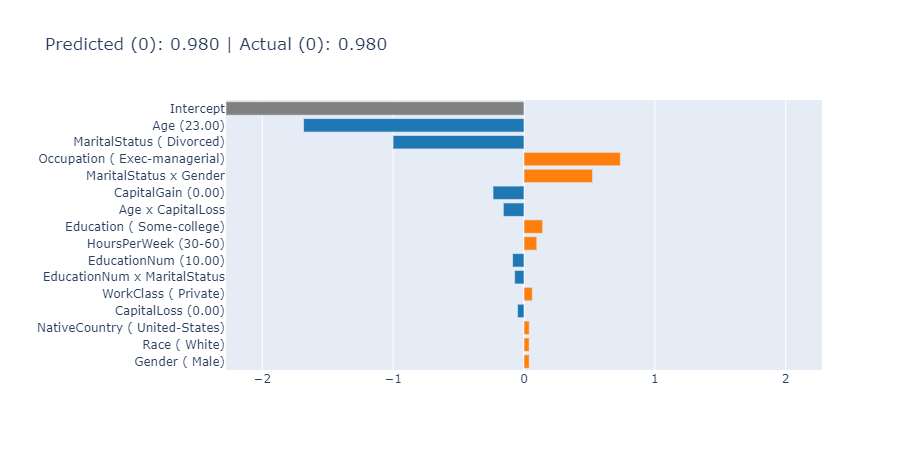 Predicted (0): 0.980 | Actual (0): 0.980
Intercept
Age (23.00)
MaritalStatus ( Divorced)
Occupation ( Exec-managerial)
MaritalStatus x Gender
CapitalGain (0.00)
Age x CapitalLoss
Education ( Some-college)
HoursPerWeek (30-60)
EducationNum (10.00)
EducationNum x MaritalStatus
WorkClass ( Private)
CapitalLoss (0.00)
NativeCountry ( United-States)
Race ( White)
Gender ( Male)
−2 −1 0 1 2